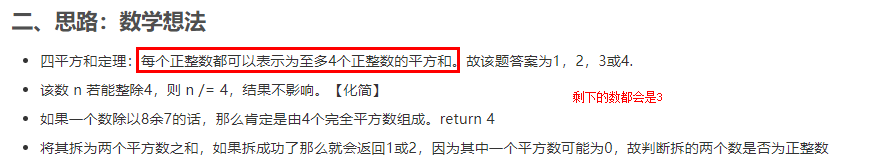 二、思路：数学想法
四平方和定理：每个正整数都可以表示为至多4个正整数的平方和。故该题答案为1，2，3或4.
该数 n 若能整除4，则 n /= 4，结果不影响。【化简】
剩下的数都会是3
如果一个数除以8余7的话，那么肯定是由4个完全平方数组成。return 4
将其拆为两个平方数之和，如果拆成功了那么就会返回1或2，因为其中一个平方数可能为0，故判断拆的两个数是否为正整数